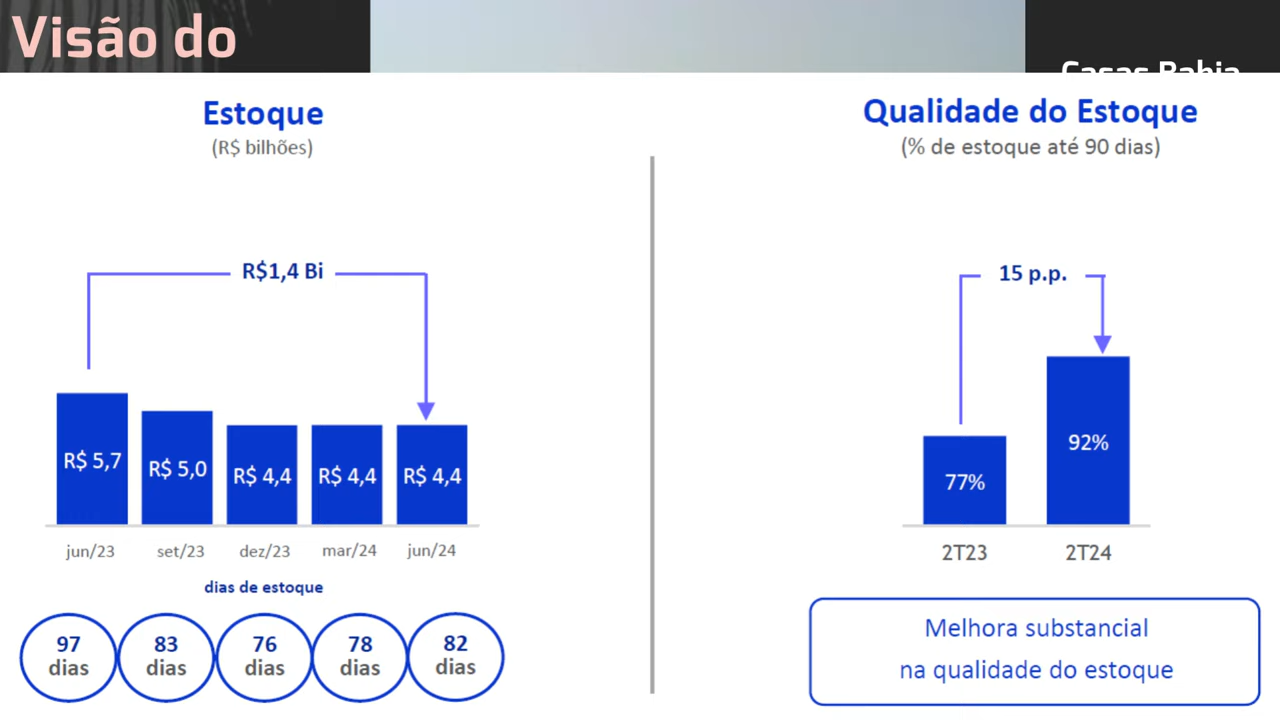 Visão do
Casas Bahia
Estoque
(R$ bilhões)
R$1,4 Bi
R$ 5,7
R$ 5,0
R$ 4,4
R$ 4,4
R$ 4,4
jun/23
set/23
dez/23
mar/24
jun/24
dias de estoque
97
dias
83
dias
76
dias
78
dias
82
dias
Qualidade do Estoque
(% de estoque até 90 dias)
15 p.p.
77%
92%
2T23
2T24
Melhora substancial
na qualidade do estoque